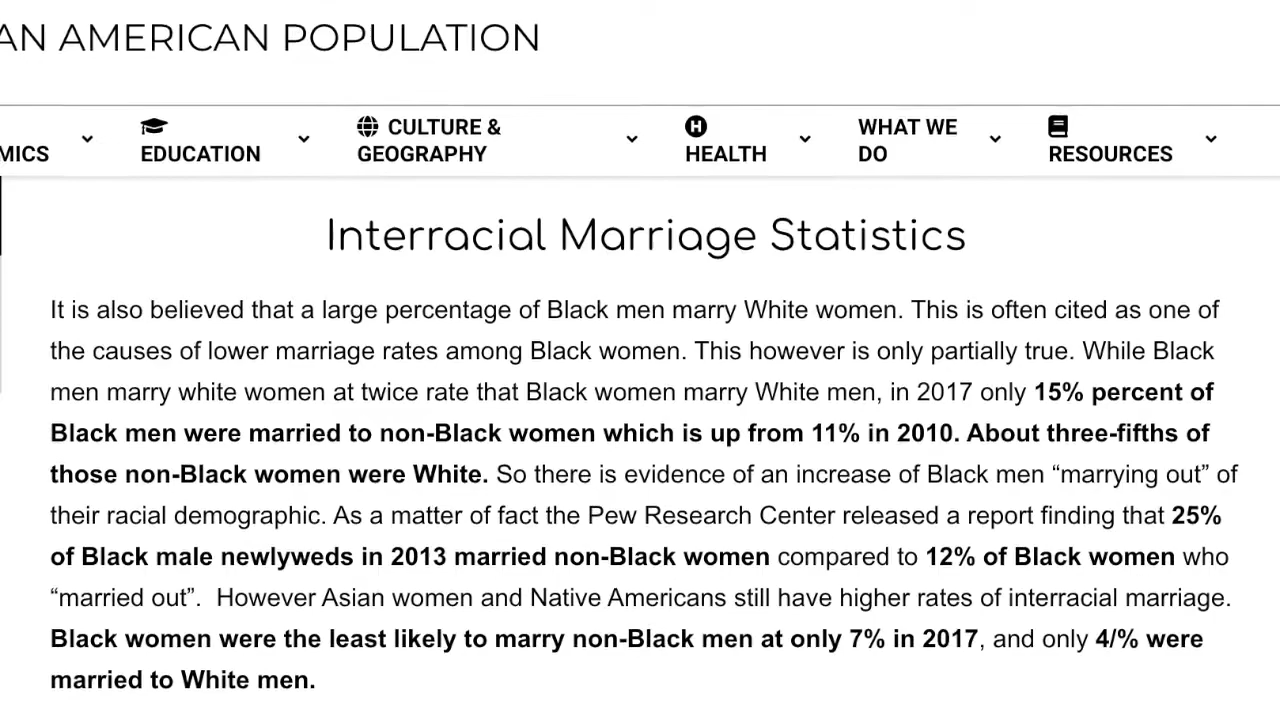 AN AMERICAN POPULATION
MICS
EDUCATION
CULTURE &
GEOGRAPHY
HEALTH
WHAT WE
DO
RESOURCES
Interracial Marriage Statistics
It is also believed that a large percentage of Black men marry White women. This is often cited as one of
the causes of lower marriage rates among Black women. This however is only partially true. While Black
men marry white women at twice rate that Black women marry White men, in 2017 only 15% percent of
Black men were married to non-Black women which is up from 11% in 2010. About three-fifths of
those non-Black women were White. So there is evidence of an increase of Black men “marrying out” of
their racial demographic. As a matter of fact the Pew Research Center released a report finding that 25%
of Black male newlyweds in 2013 married non-Black women compared to 12% of Black women who
“married out”.  However Asian women and Native Americans still have higher rates of interracial marriage.
Black women were the least likely to marry non-Black men at only 7% in 2017, and only 4/% were
married to White men.